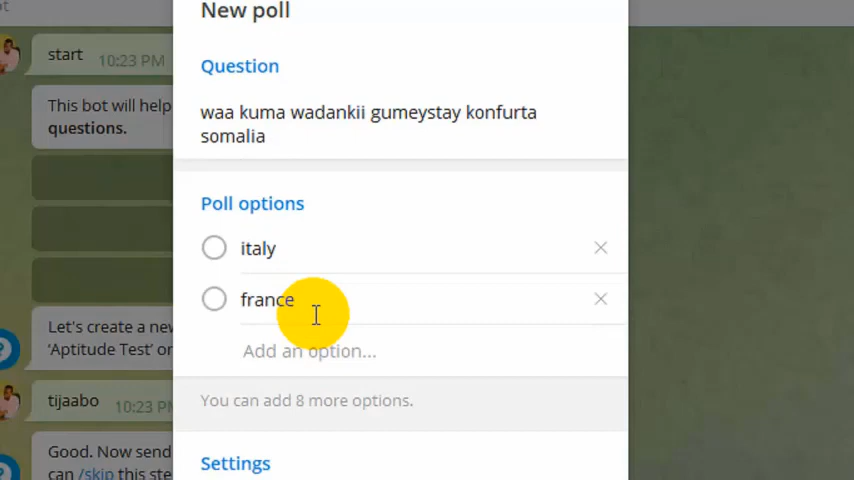 New poll
start
10:23 PM
Question
This bot will help
questions.
waa kuma wadankii gumeystay konfurta
somalia
Poll options
italy
france
Let's create a new
'Aptitude Test' or
Add an option...
tijaabo
10:23 PM
You can add 8 more options.
Good. Now send
can /skip this ste
Settings